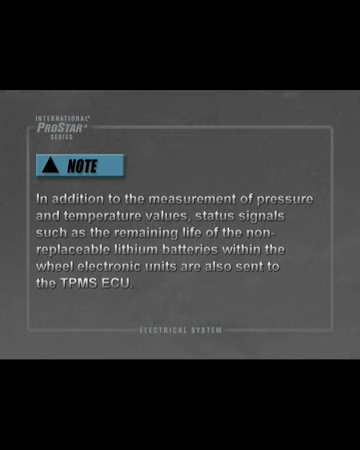 INTERNATIONAL®
PROSTAR™
SERIES
NOTE
In addition to the measurement of pressure
and temperature values, status signals
such as the remaining life of the non-
replaceable lithium batteries within the
wheel electronic units are also sent to
the TPMS ECU.
ELECTRICAL SYSTEM